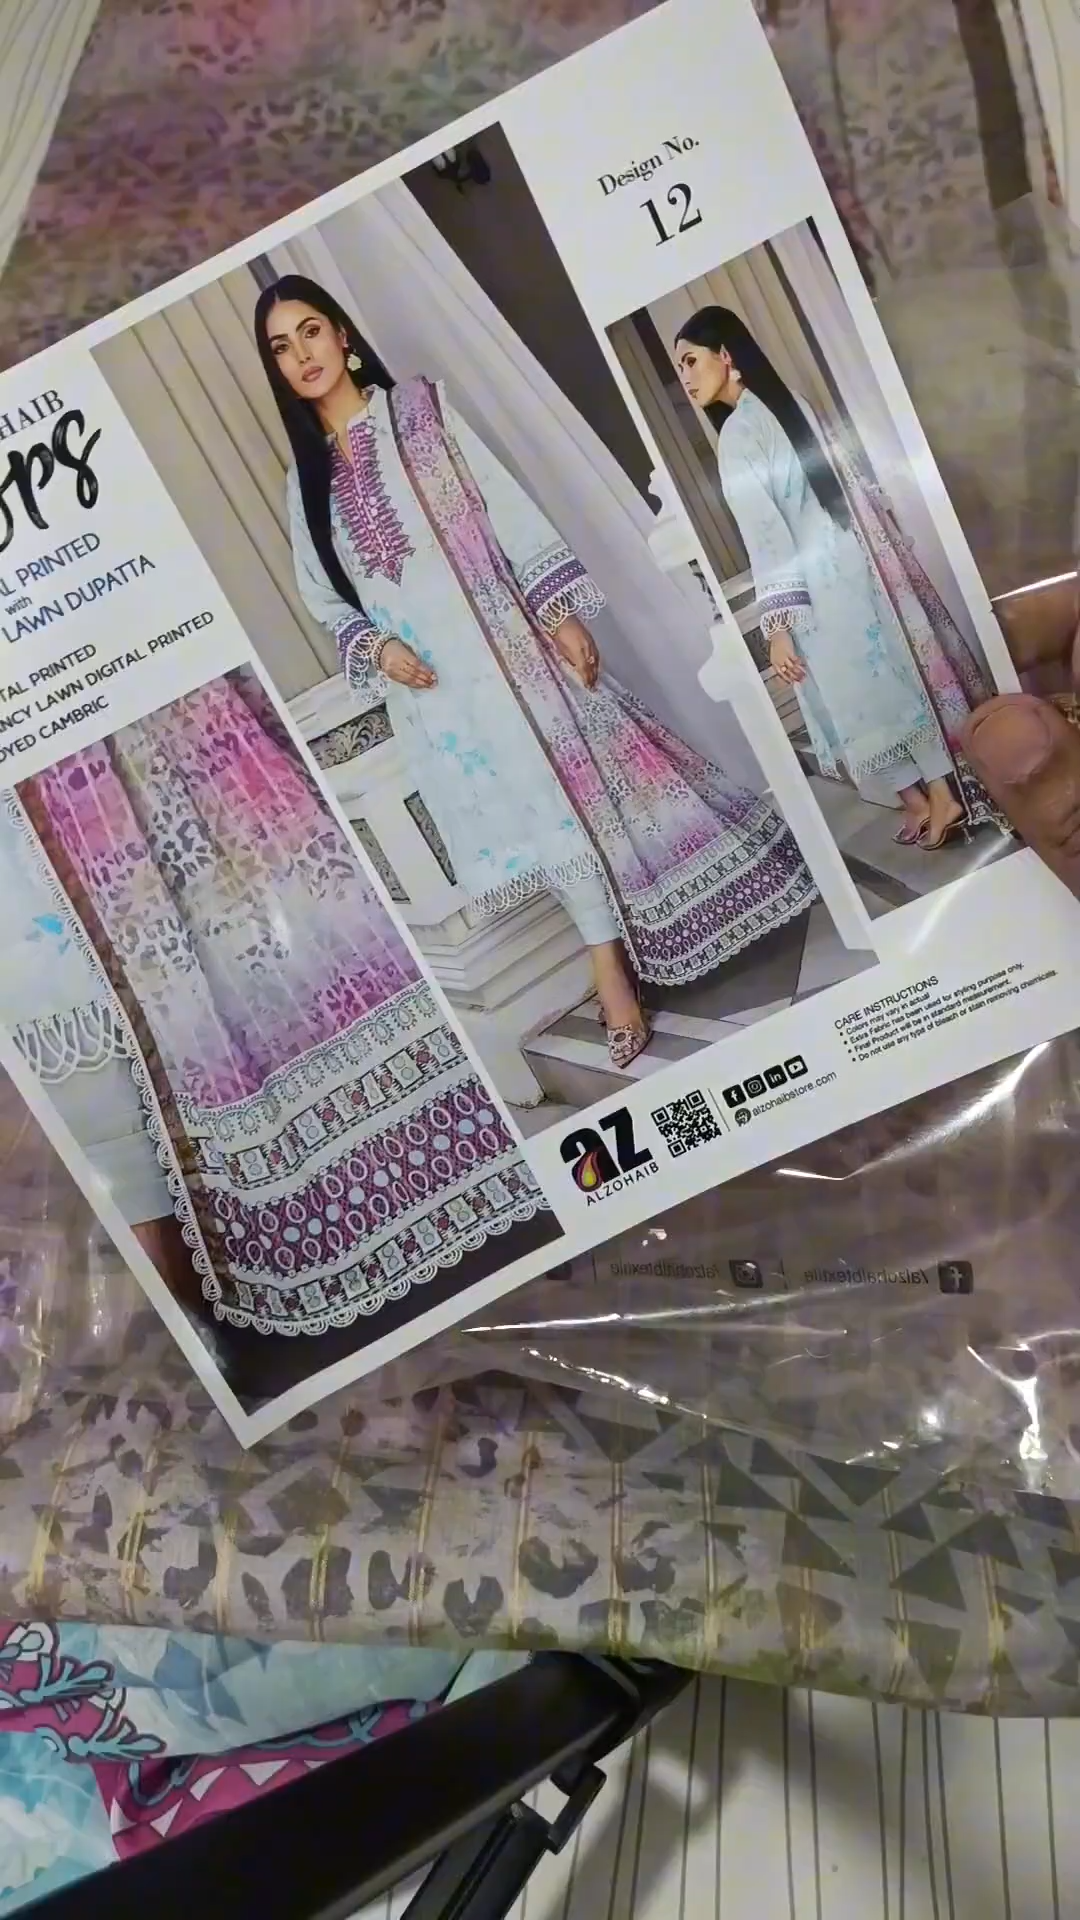 Design No.
12
HAIB
PRINTED
with
LAWN DUPATTA
TAL PRINTED
NCY LAWN DIGITAL PRINTED
DYED CAMBRIC
CARE INSTRUCTIONS
• Colors may vary in actual
• Extra Fabric has been used for styling purpose only.
• Final Product will be in standard measurement.
• Do not use any type of bleach or stain removing chemicals.
az
ALZOHAIB
alzohaibstore.com
/alzohaibtextile
/alzohaibtextile